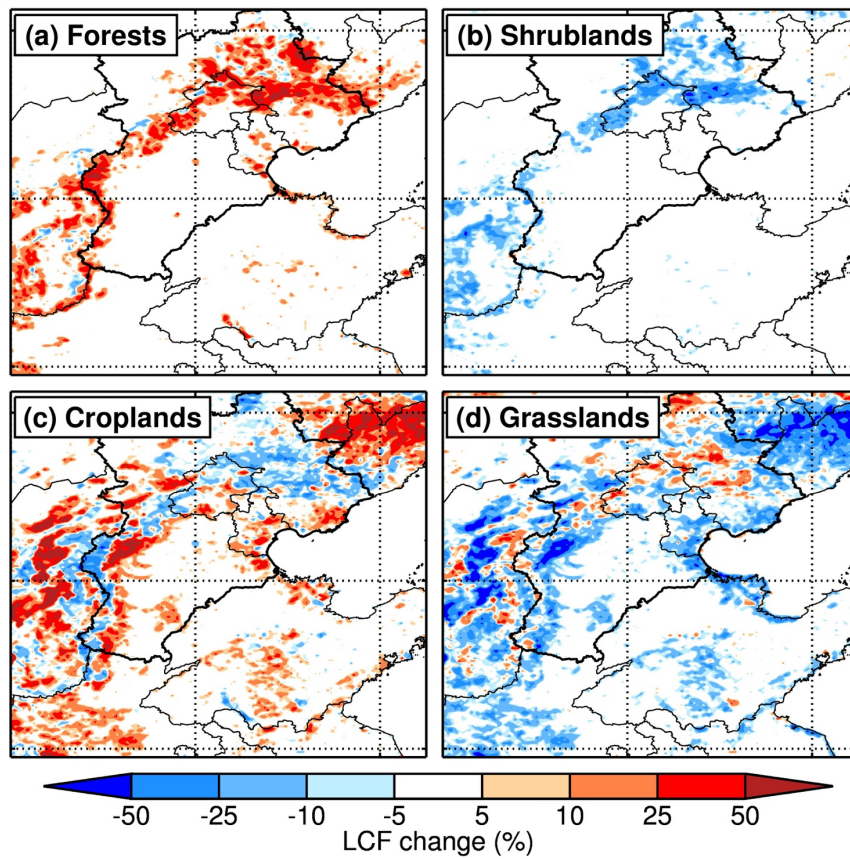 (a) Forests
(b) Shrublands
(c) Croplands
(d) Grasslands
-50 -25 -10 -5 5 10 25 50
LCF change (%)